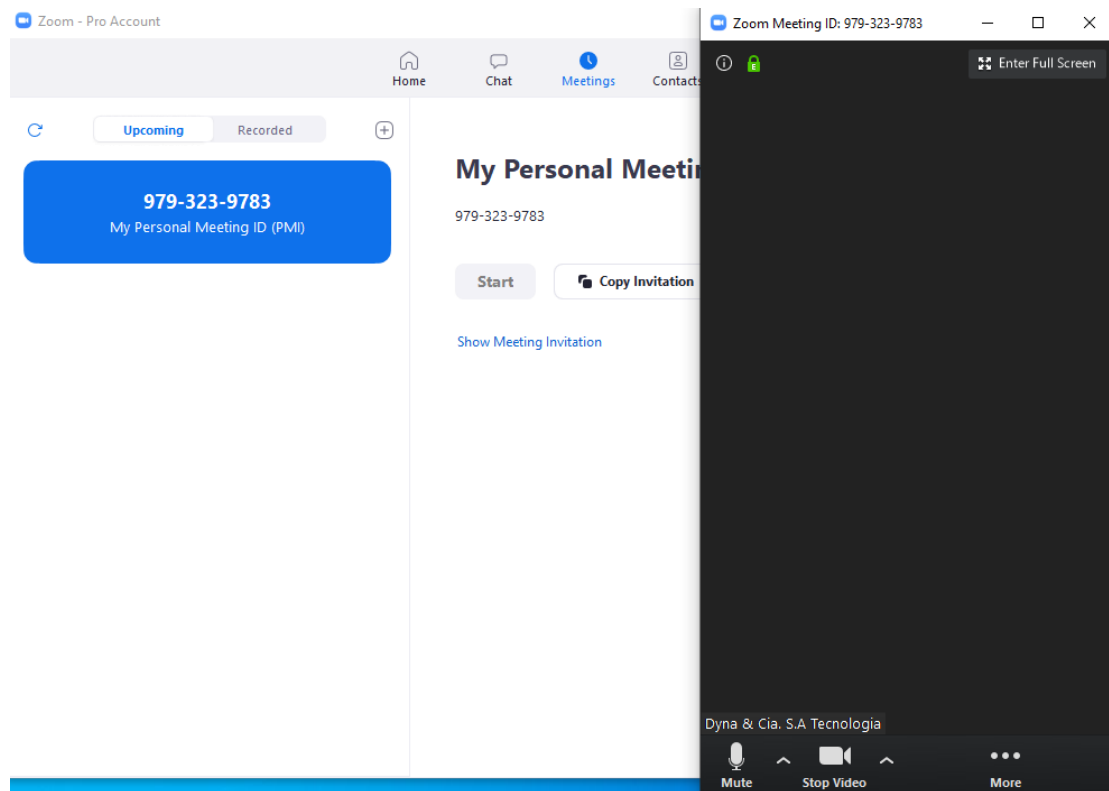 Zoom - Pro Account
Home
Chat
Meetings
Contacts
Upcoming
Recorded
979-323-9783
My Personal Meeting ID (PMI)
My Personal Meetin
979-323-9783
Start
Copy Invitation
Show Meeting Invitation
Zoom Meeting ID: 979-323-9783
Enter Full Screen
Dyna & Cia. S.A Tecnologia
Mute
Stop Video
More